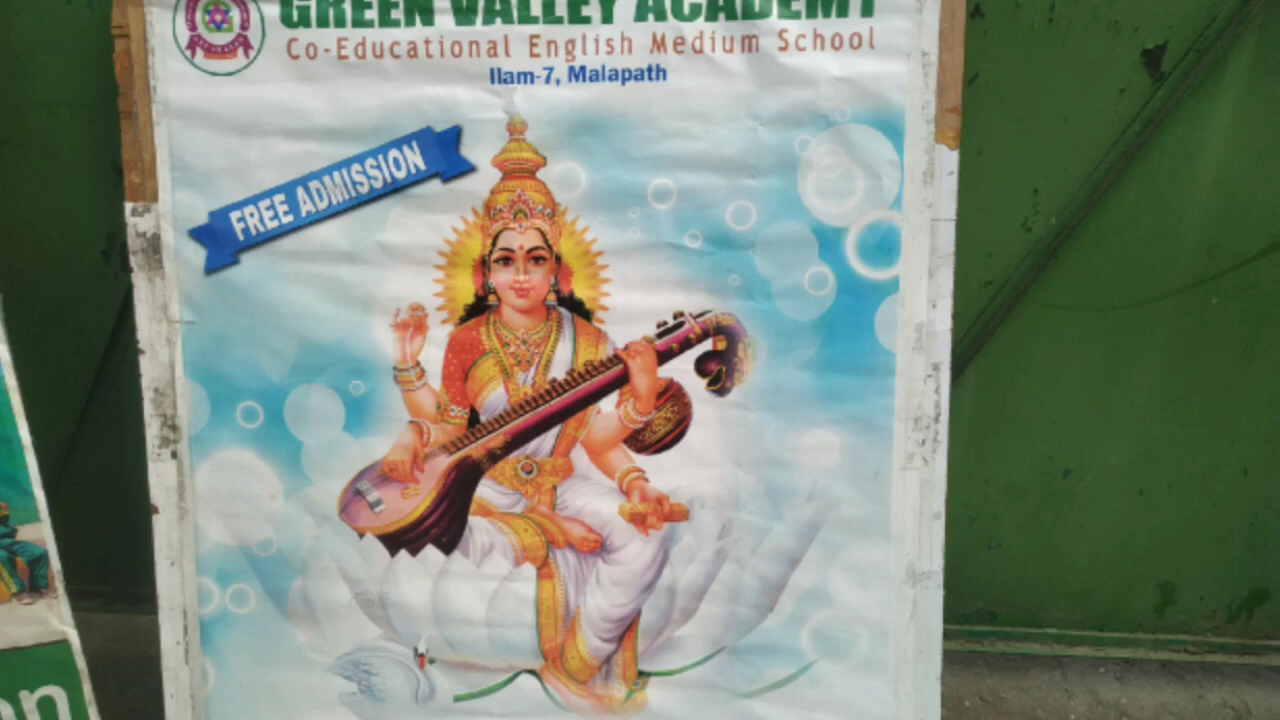 GREEN VALLEY ACADEMY
Co-Educational English Medium School
Ilam-7, Malapath
FREE ADMISSION